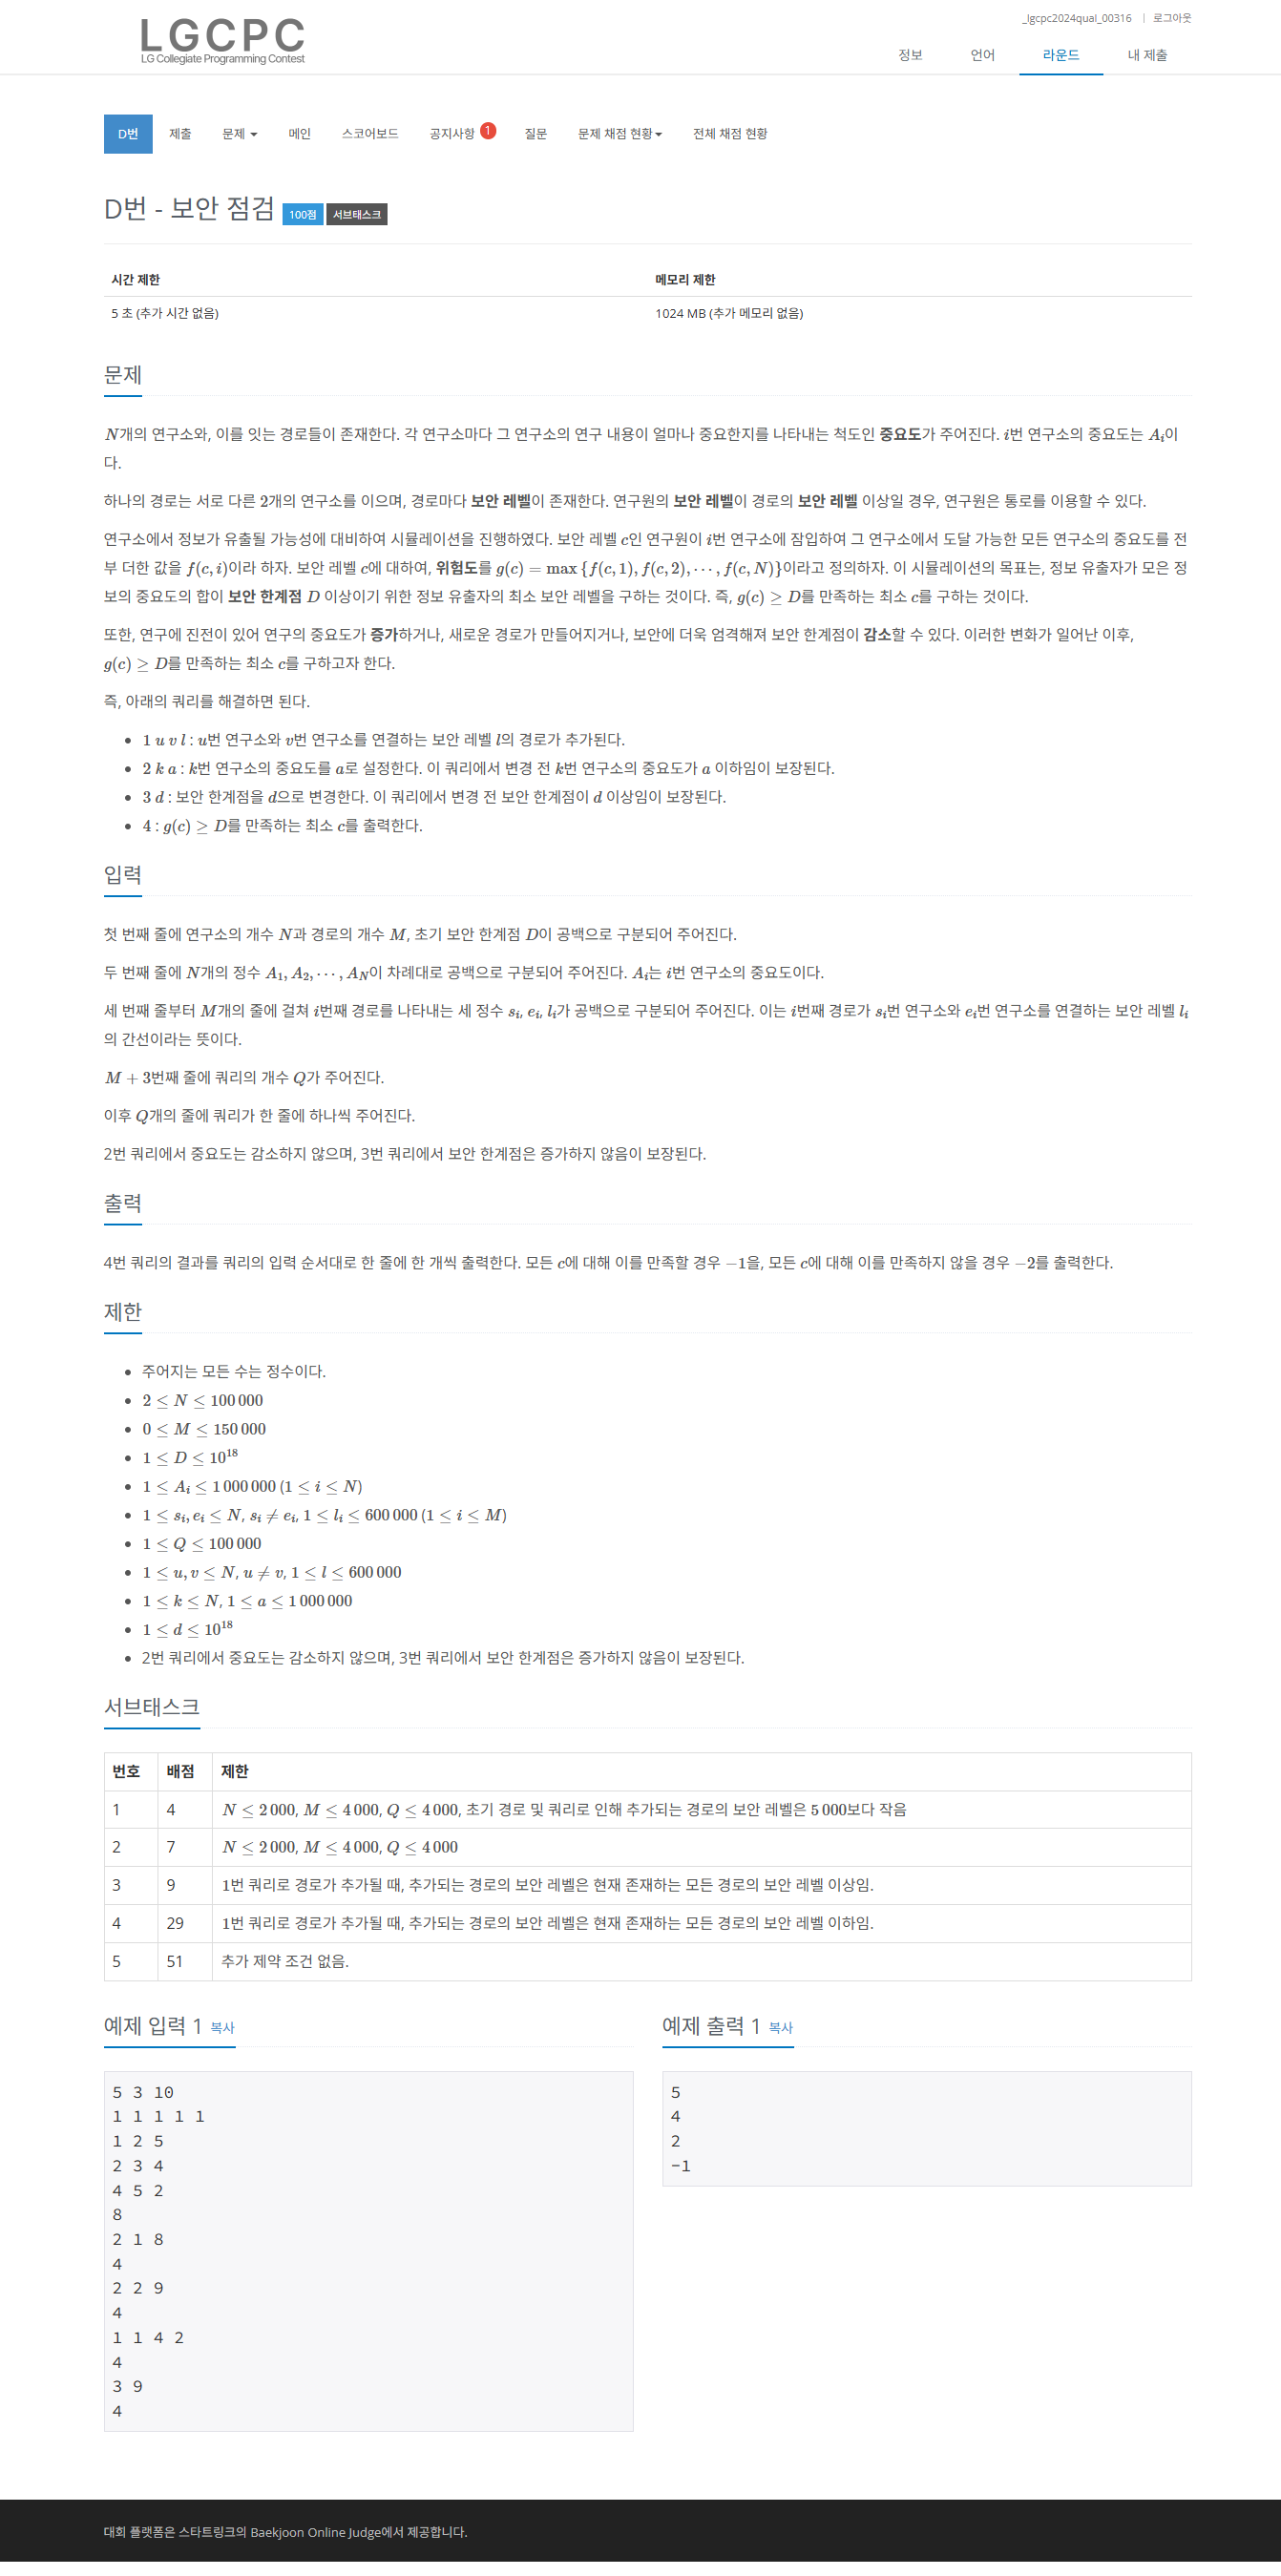 LGCPC
LG Collegiate Programming Contest
_lgcpc2024qual_00316 | 로그아웃
정보 언어 라운드 내 제출
D번 제출 문제 메인 스코어보드 공지사항 1 질문 문제 채점 현황 전체 채점 현황
D번 - 보안 점검 100점 서브태스크
시간 제한 메모리 제한
5 초 (추가 시간 없음) 1024 MB (추가 메모리 없음)
문제
N개의 연구소와, 이를 잇는 경로들이 존재한다. 각 연구소마다 그 연구소의 연구 내용이 얼마나 중요한지를 나타내는 척도인 중요도가 주어진다. i번 연구소의 중요도는 A_i이
다.
하나의 경로는 서로 다른 2개의 연구소를 이으며, 경로마다 보안 레벨이 존재한다. 연구원의 보안 레벨이 경로의 보안 레벨 이상일 경우, 연구원은 통로를 이용할 수 있다.
연구소에서 정보가 유출될 가능성에 대비하여 시뮬레이션을 진행하였다. 보안 레벨 c인 연구원이 i번 연구소에 잠입하여 그 연구소에서 도달 가능한 모든 연구소의 중요도를 전
부 더한 값을 f(c, i)이라 하자. 보안 레벨 c에 대하여, 위험도를 g(c) = max {f(c, 1), f(c, 2), ⋯ , f(c, N)}이라고 정의하자. 이 시뮬레이션의 목표는, 정보 유출자가 모은 정
보의 중요도의 합이 보안 한계점 D 이상이기 위한 정보 유출자의 최소 보안 레벨을 구하는 것이다. 즉, g(c) ≥ D를 만족하는 최소 c를 구하는 것이다.
또한, 연구에 진전이 있어 연구의 중요도가 증가하거나, 새로운 경로가 만들어지거나, 보안에 더욱 엄격해져 보안 한계점이 감소할 수 있다. 이러한 변화가 일어난 이후,
g(c) ≥ D를 만족하는 최소 c를 구하고자 한다.
즉, 아래의 쿼리를 해결하면 된다.
• 1 u v l : u번 연구소와 v번 연구소를 연결하는 보안 레벨 l의 경로가 추가된다.
• 2 k a : k번 연구소의 중요도를 a로 설정한다. 이 쿼리에서 변경 전 k번 연구소의 중요도가 a 이하임이 보장된다.
• 3 d : 보안 한계점을 d으로 변경한다. 이 쿼리에서 변경 전 보안 한계점이 d 이상임이 보장된다.
• 4 : g(c) ≥ D를 만족하는 최소 c를 출력한다.
입력
첫 번째 줄에 연구소의 개수 N과 경로의 개수 M, 초기 보안 한계점 D이 공백으로 구분되어 주어진다.
두 번째 줄에 N개의 정수 A_1, A_2, ⋯ , A_N이 차례대로 공백으로 구분되어 주어진다. A_i는 i번 연구소의 중요도이다.
세 번째 줄부터 M개의 줄에 걸쳐 i번째 경로를 나타내는 세 정수 s_i, e_i, l_i가 공백으로 구분되어 주어진다. 이는 i번째 경로가 s_i번 연구소와 e_i번 연구소를 연결하는 보안 레벨 l_i
의 간선이라는 뜻이다.
M + 3번째 줄에 쿼리의 개수 Q가 주어진다.
이후 Q개의 줄에 쿼리가 한 줄에 하나씩 주어진다.
2번 쿼리에서 중요도는 감소하지 않으며, 3번 쿼리에서 보안 한계점은 증가하지 않음이 보장된다.
출력
4번 쿼리의 결과를 쿼리의 입력 순서대로 한 줄에 한 개씩 출력한다. 모든 c에 대해 이를 만족할 경우 −1을, 모든 c에 대해 이를 만족하지 않을 경우 −2를 출력한다.
제한
• 주어지는 모든 수는 정수이다.
• 2 ≤ N ≤ 100 000
• 0 ≤ M ≤ 150 000
• 1 ≤ D ≤ 10^18
• 1 ≤ A_i ≤ 1 000 000 (1 ≤ i ≤ N)
• 1 ≤ s_i, e_i ≤ N, s_i ≠ e_i, 1 ≤ l_i ≤ 600 000 (1 ≤ i ≤ M)
• 1 ≤ Q ≤ 100 000
• 1 ≤ u, v ≤ N, u ≠ v, 1 ≤ l ≤ 600 000
• 1 ≤ k ≤ N, 1 ≤ a ≤ 1 000 000
• 1 ≤ d ≤ 10^18
• 2번 쿼리에서 중요도는 감소하지 않으며, 3번 쿼리에서 보안 한계점은 증가하지 않음이 보장된다.
서브태스크
번호 배점 제한
1 4 N ≤ 2 000, M ≤ 4 000, Q ≤ 4 000, 초기 경로 및 쿼리로 인해 추가되는 경로의 보안 레벨은 5 000보다 작음
2 7 N ≤ 2 000, M ≤ 4 000, Q ≤ 4 000
3 9 1번 쿼리로 경로가 추가될 때, 추가되는 경로의 보안 레벨은 현재 존재하는 모든 경로의 보안 레벨 이상임.
4 29 1번 쿼리로 경로가 추가될 때, 추가되는 경로의 보안 레벨은 현재 존재하는 모든 경로의 보안 레벨 이하임.
5 51 추가 제약 조건 없음.
예제 입력 1 복사
5 3 10
1 1 1 1 1
1 2 5
2 3 4
4 5 2
8
2 1 8
4
2 2 9
4
1 1 4 2
4
3 9
4
예제 출력 1 복사
5
4
2
-1
대회 플랫폼은 스타트링크의 Baekjoon Online Judge에서 제공합니다.